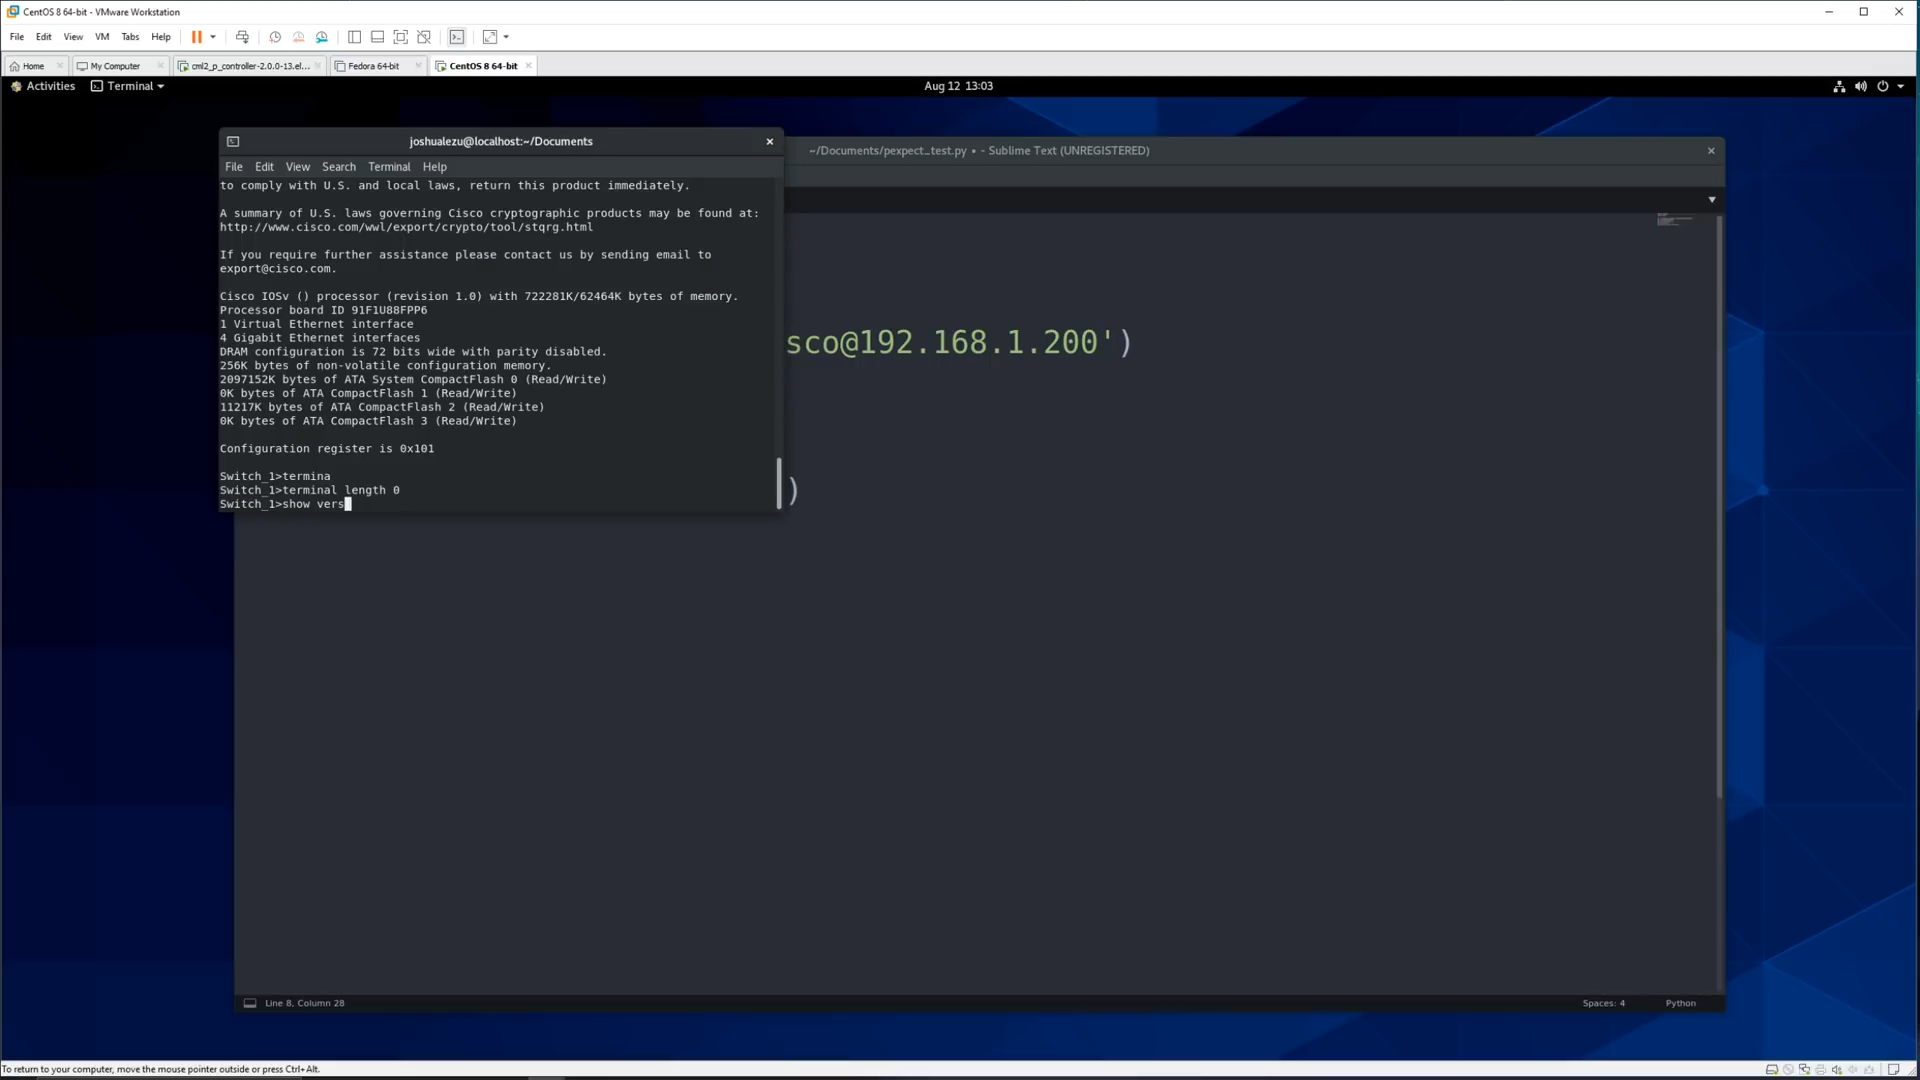 CentOS 8 64-bit - VMware Workstation
File Edit View VM Tabs Help
Home My Computer cml2_p_controller-2.0.0-13.el... Fedora 64-bit CentOS 8 64-bit
Activities Terminal Aug 12 13:03
joshualezu@localhost:~/Documents
~/Documents/pexpect_test.py • - Sublime Text (UNREGISTERED)
File Edit View Search Terminal Help
to comply with U.S. and local laws, return this product immediately.
A summary of U.S. laws governing Cisco cryptographic products may be found at:
http://www.cisco.com/wwl/export/crypto/tool/stqrg.html
If you require further assistance please contact us by sending email to
export@cisco.com.
Cisco IOSv () processor (revision 1.0) with 722281K/62464K bytes of memory.
Processor board ID 91F1U88FPP6
1 Virtual Ethernet interface
4 Gigabit Ethernet interfaces
DRAM configuration is 72 bits wide with parity disabled.
256K bytes of non-volatile configuration memory.
2097152K bytes of ATA System CompactFlash 0 (Read/Write)
0K bytes of ATA CompactFlash 1 (Read/Write)
11217K bytes of ATA CompactFlash 2 (Read/Write)
0K bytes of ATA CompactFlash 3 (Read/Write)
Configuration register is 0x101
Switch_1>termina
Switch_1>terminal length 0
Switch_1>show vers
sco@192.168.1.200')
)
Line 8, Column 28 Spaces: 4 Python
To return to your computer, move the mouse pointer outside or press Ctrl+Alt.